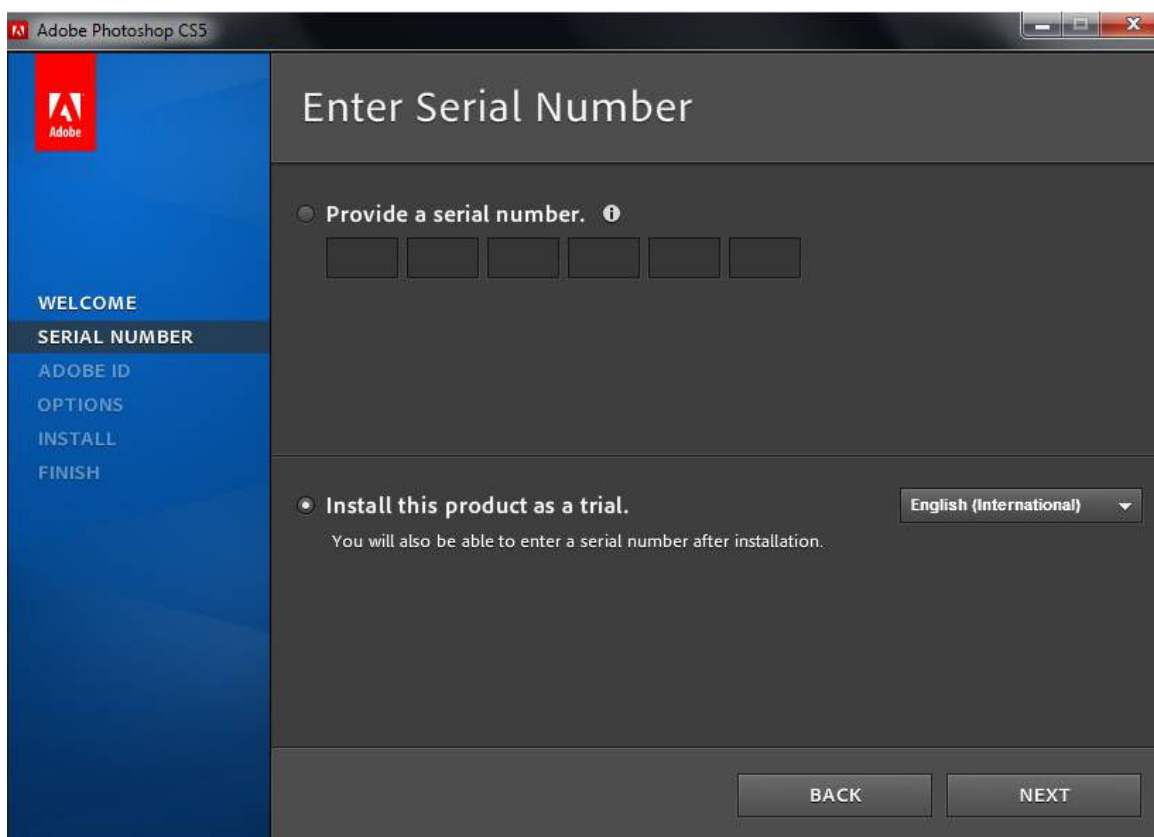 Adobe Photoshop CS5
Adobe
Enter Serial Number
Provide a serial number.
WELCOME
SERIAL NUMBER
ADOBE ID
OPTIONS
INSTALL
FINISH
Install this product as a trial.
English (International)
You will also be able to enter a serial number after installation.
BACK
NEXT